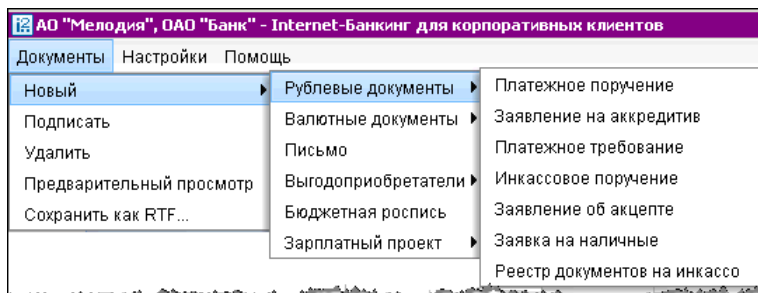 АО "Мелодия", ОАО "Банк" - Internet-Банкинг для корпоративных клиентов
Документы Настройки Помощь
Новый
Подписать
Удалить
Предварительный просмотр
Сохранить как RTF...
Рублевые документы
Валютные документы
Письмо
Выгодоприобретатели
Бюджетная роспись
Зарплатный проект
Платежное поручение
Заявление на аккредитив
Платежное требование
Инкассовое поручение
Заявление об акцепте
Заявка на наличные
Реестр документов на инкассо